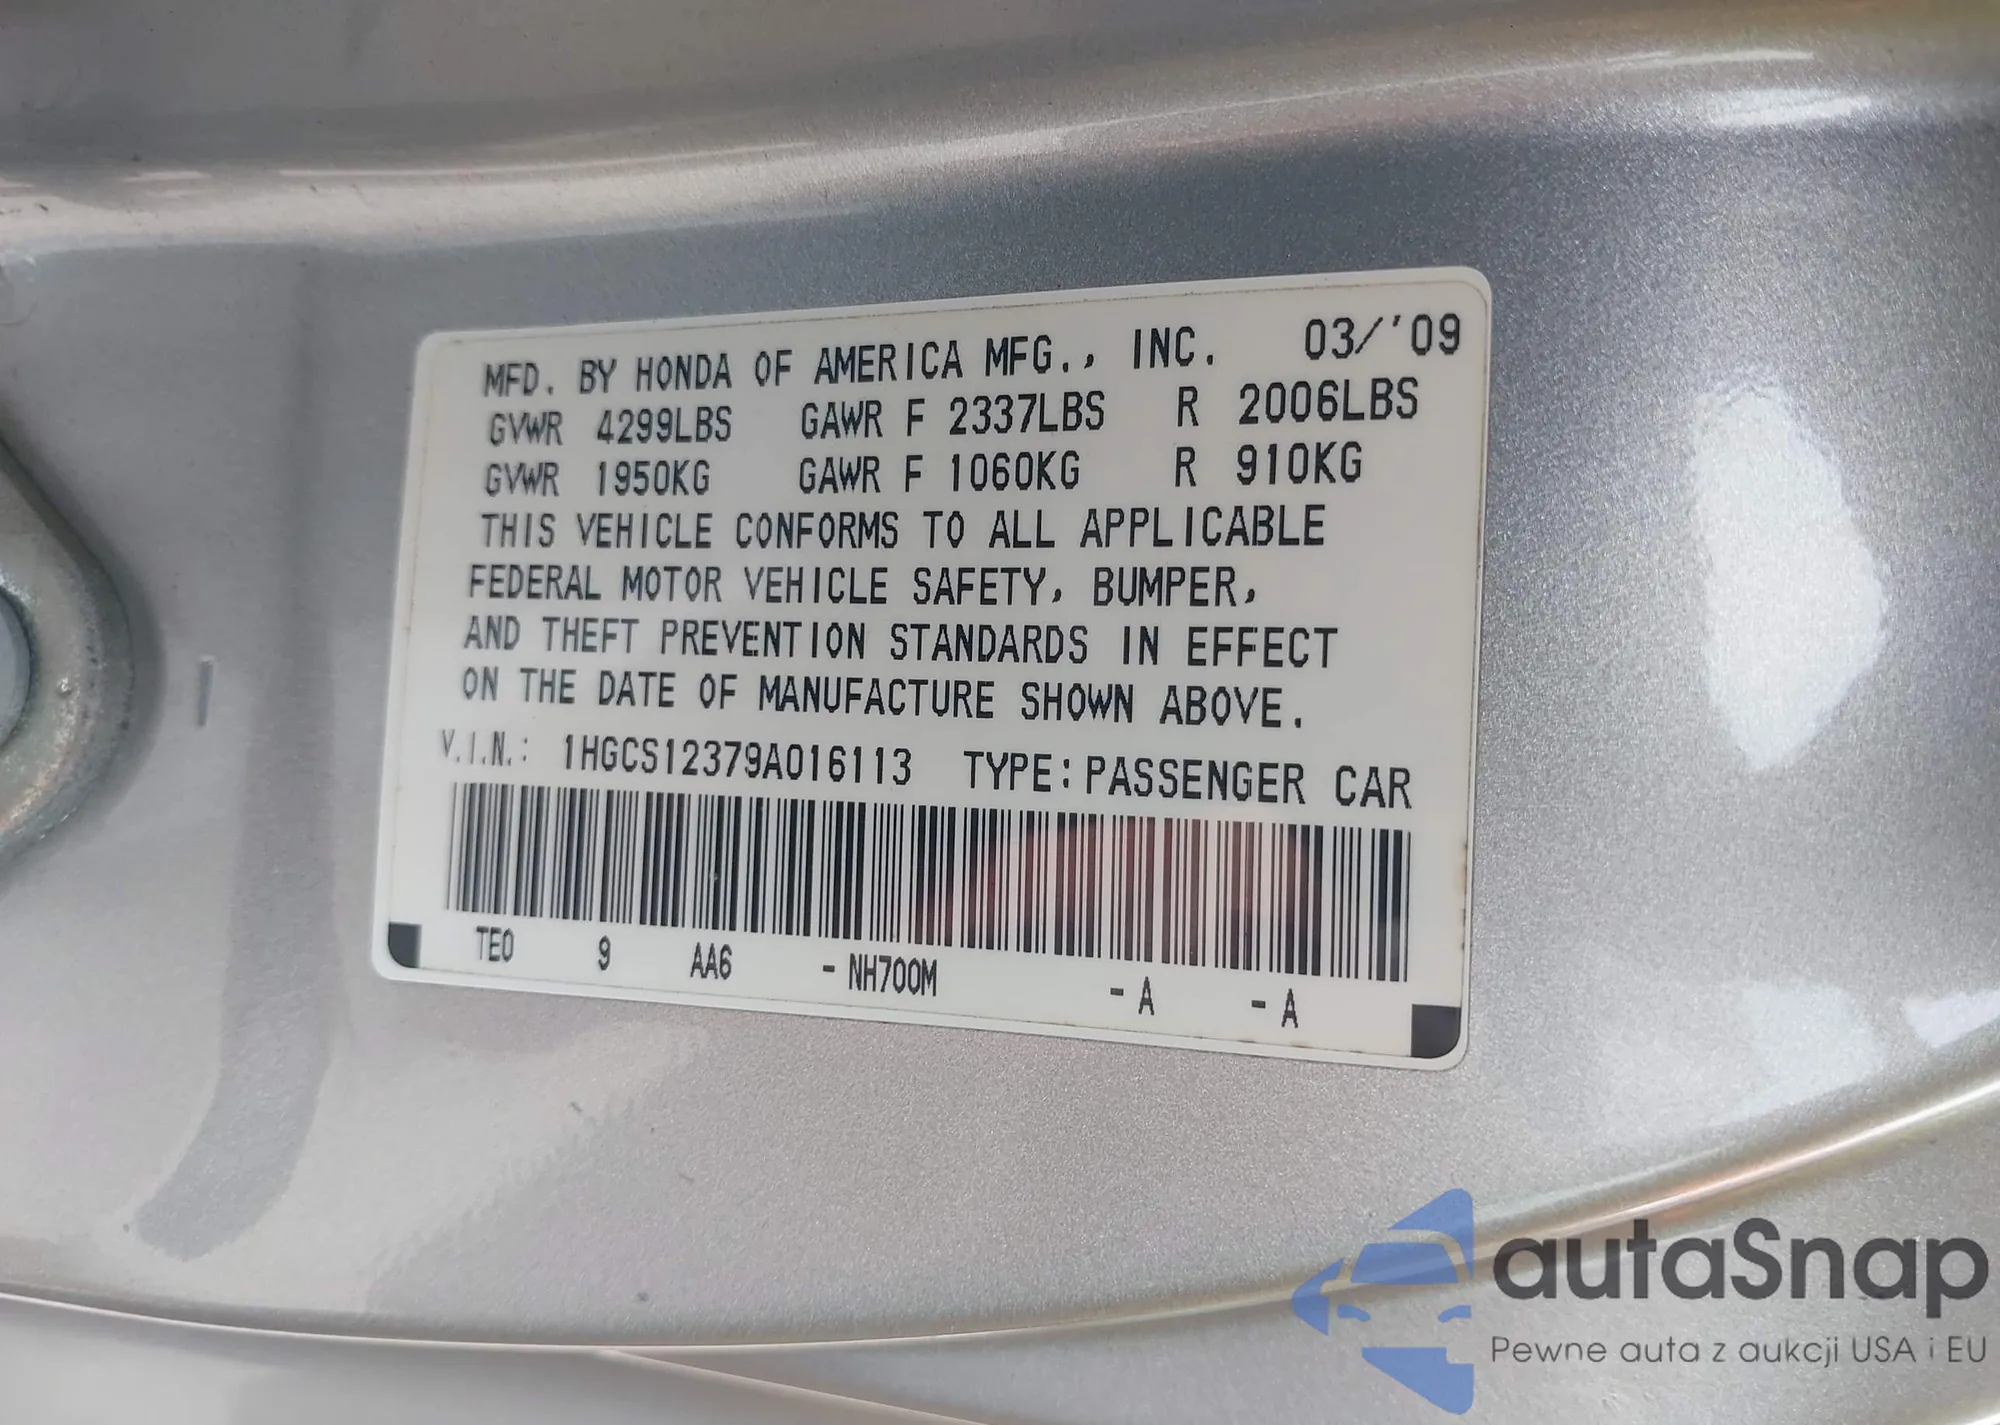 MFD. BY HONDA OF AMERICA MFG., INC. 03/'09
GVWR 4299LBS GAWR F 2337LBS R 2006LBS
GVWR 1950KG GAWR F 1060KG R 910KG
THIS VEHICLE CONFORMS TO ALL APPLICABLE
FEDERAL MOTOR VEHICLE SAFETY, BUMPER,
AND THEFT PREVENTION STANDARDS IN EFFECT
ON THE DATE OF MANUFACTURE SHOWN ABOVE.
V.I.N.: 1HGCS12379A016113 TYPE: PASSENGER CAR
TE0 9 AA6 - NH700M - A - A
autaSnap
Pewne auta z aukcji USA i EU